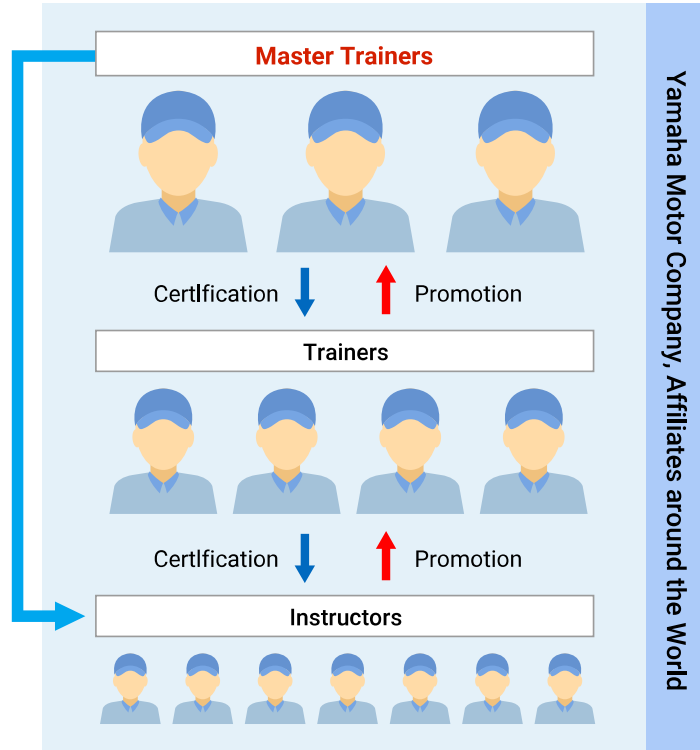 Master Trainers
CertIfication
Promotion
Trainers
CertIfication
Promotion
Instructors
Yamaha Motor Company, Affiliates around the World